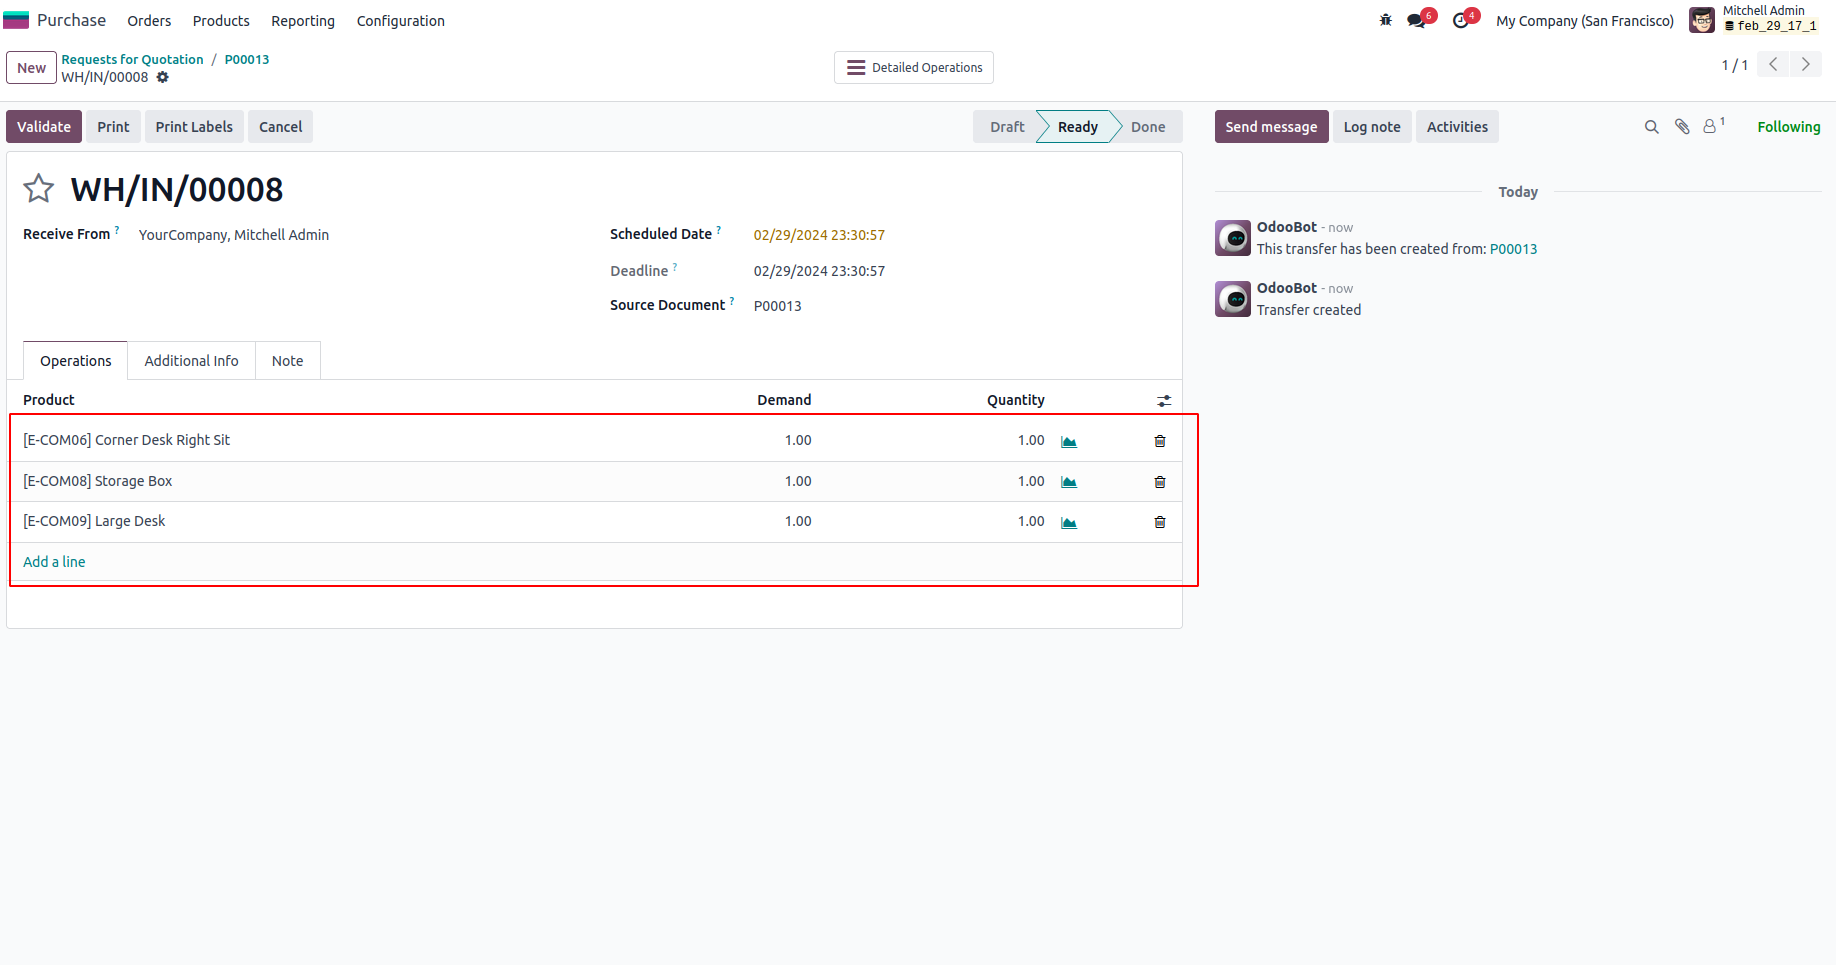 Purchase Orders Products Reporting Configuration 6 4 My Company (San Francisco) Mitchell Admin
feb_29_17_1
New Requests for Quotation / P00013
WH/IN/00008
Detailed Operations
1 / 1
Validate Print Print Labels Cancel Draft Ready Done
Send message Log note Activities 1 Following
WH/IN/00008
Receive From ? YourCompany, Mitchell Admin
Scheduled Date ? 02/29/2024 23:30:57
Deadline ? 02/29/2024 23:30:57
Source Document ? P00013
Operations Additional Info Note
Product Demand Quantity
[E-COM06] Corner Desk Right Sit 1.00 1.00
[E-COM08] Storage Box 1.00 1.00
[E-COM09] Large Desk 1.00 1.00
Add a line
Today
OdooBot - now
This transfer has been created from: P00013
OdooBot - now
Transfer created